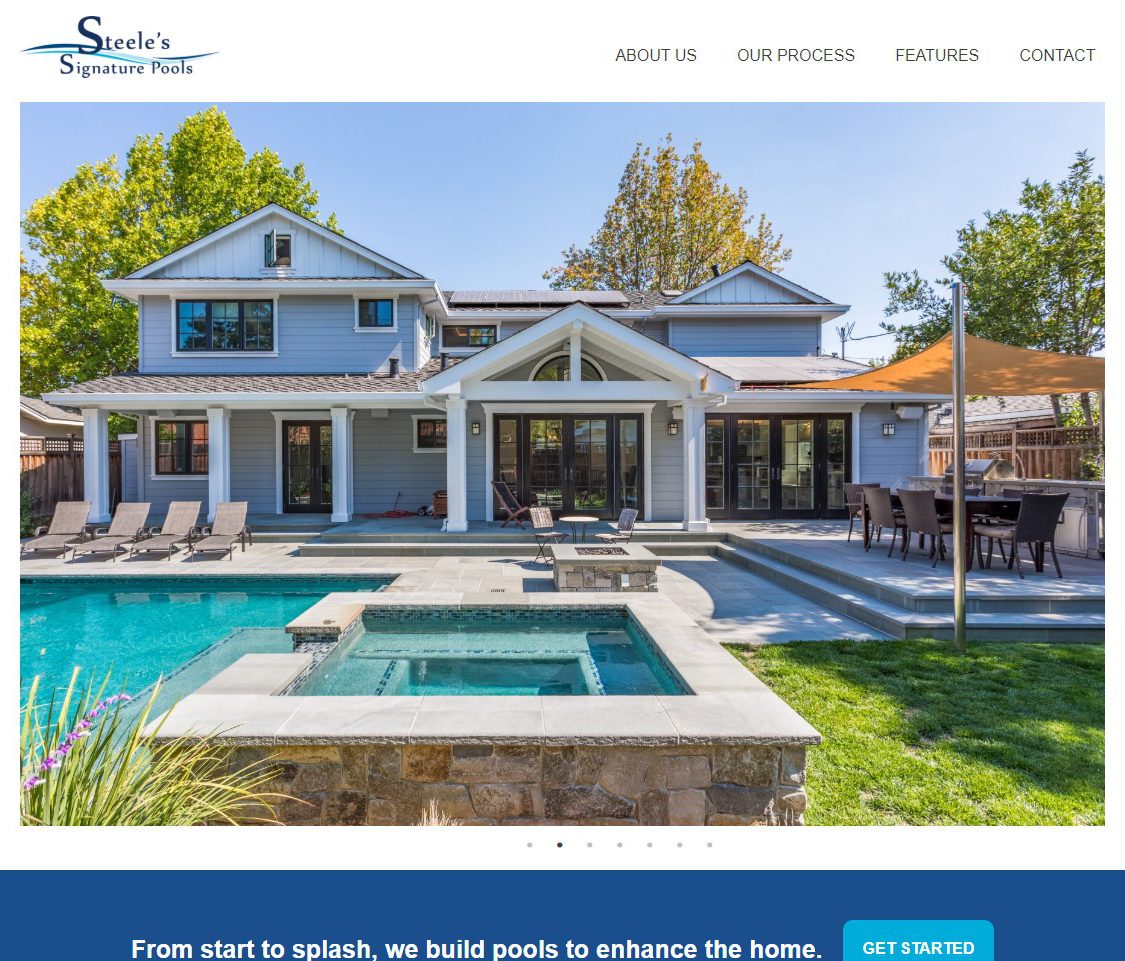 Steele's
Signature Pools
ABOUT US
OUR PROCESS
FEATURES
CONTACT
From start to splash, we build pools to enhance the home.
GET STARTED